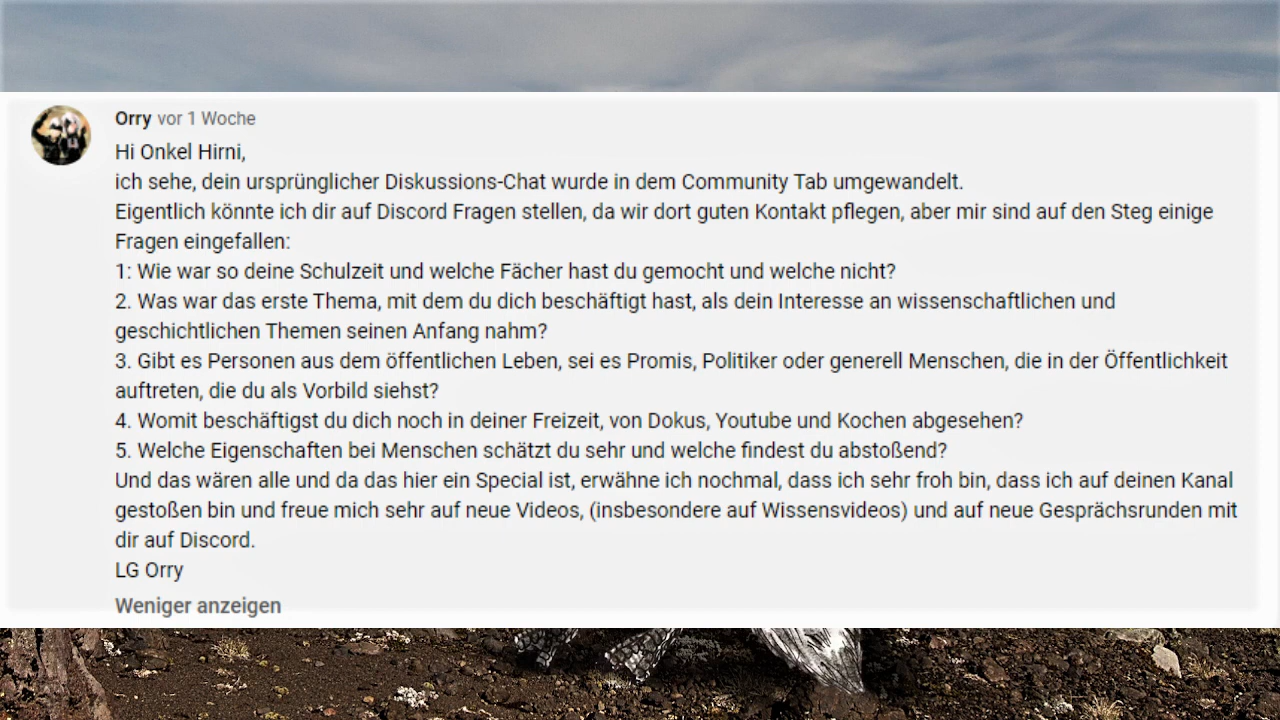 Orry vor 1 Woche
Hi Onkel Hirni,
ich sehe, dein ursprünglicher Diskussions-Chat wurde in dem Community Tab umgewandelt.
Eigentlich könnte ich dir auf Discord Fragen stellen, da wir dort guten Kontakt pflegen, aber mir sind auf den Steg einige
Fragen eingefallen:
1: Wie war so deine Schulzeit und welche Fächer hast du gemocht und welche nicht?
2. Was war das erste Thema, mit dem du dich beschäftigt hast, als dein Interesse an wissenschaftlichen und
geschichtlichen Themen seinen Anfang nahm?
3. Gibt es Personen aus dem öffentlichen Leben, sei es Promis, Politiker oder generell Menschen, die in der Öffentlichkeit
auftreten, die du als Vorbild siehst?
4. Womit beschäftigst du dich noch in deiner Freizeit, von Dokus, Youtube und Kochen abgesehen?
5. Welche Eigenschaften bei Menschen schätzt du sehr und welche findest du abstoßend?
Und das wären alle und da das hier ein Special ist, erwähne ich nochmal, dass ich sehr froh bin, dass ich auf deinen Kanal
gestoßen bin und freue mich sehr auf neue Videos, (insbesondere auf Wissensvideos) und auf neue Gesprächsrunden mit
dir auf Discord.
LG Orry
Weniger anzeigen